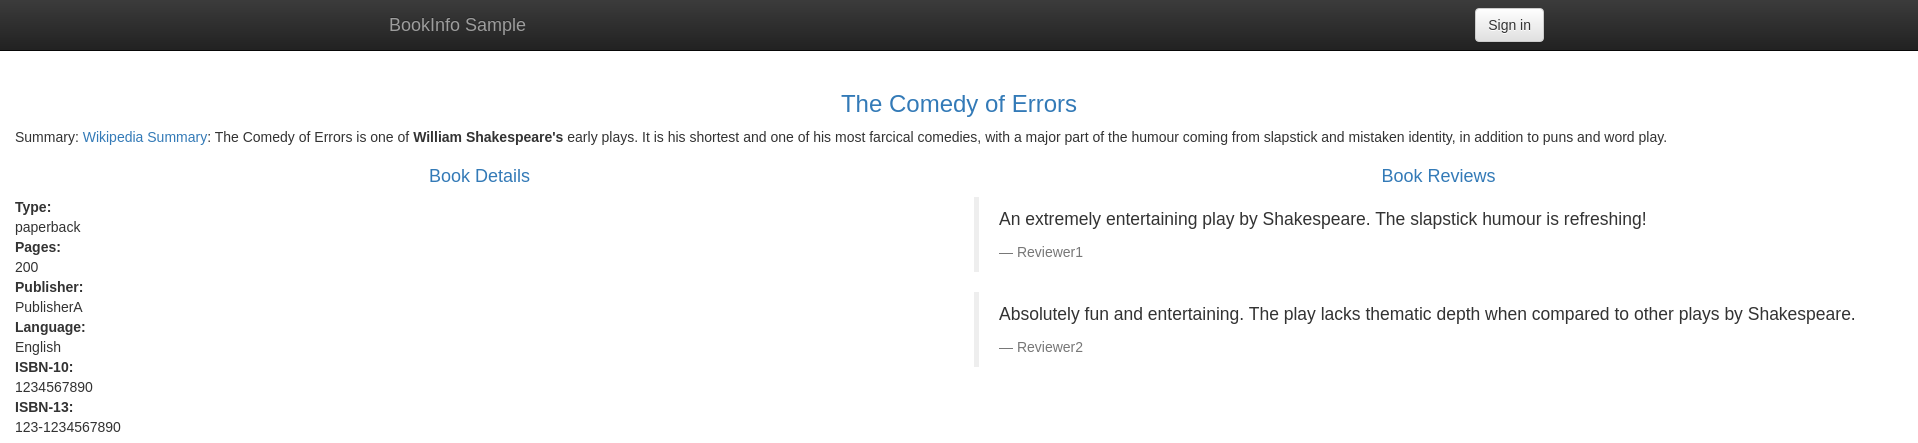 BookInfo Sample
Sign in
The Comedy of Errors
Summary: Wikipedia Summary: The Comedy of Errors is one of William Shakespeare's early plays. It is his shortest and one of his most farcical comedies, with a major part of the humour coming from slapstick and mistaken identity, in addition to puns and word play.
Book Details
Type:
paperback
Pages:
200
Publisher:
PublisherA
Language:
English
ISBN-10:
1234567890
ISBN-13:
123-1234567890
Book Reviews
An extremely entertaining play by Shakespeare. The slapstick humour is refreshing!
— Reviewer1
Absolutely fun and entertaining. The play lacks thematic depth when compared to other plays by Shakespeare.
— Reviewer2